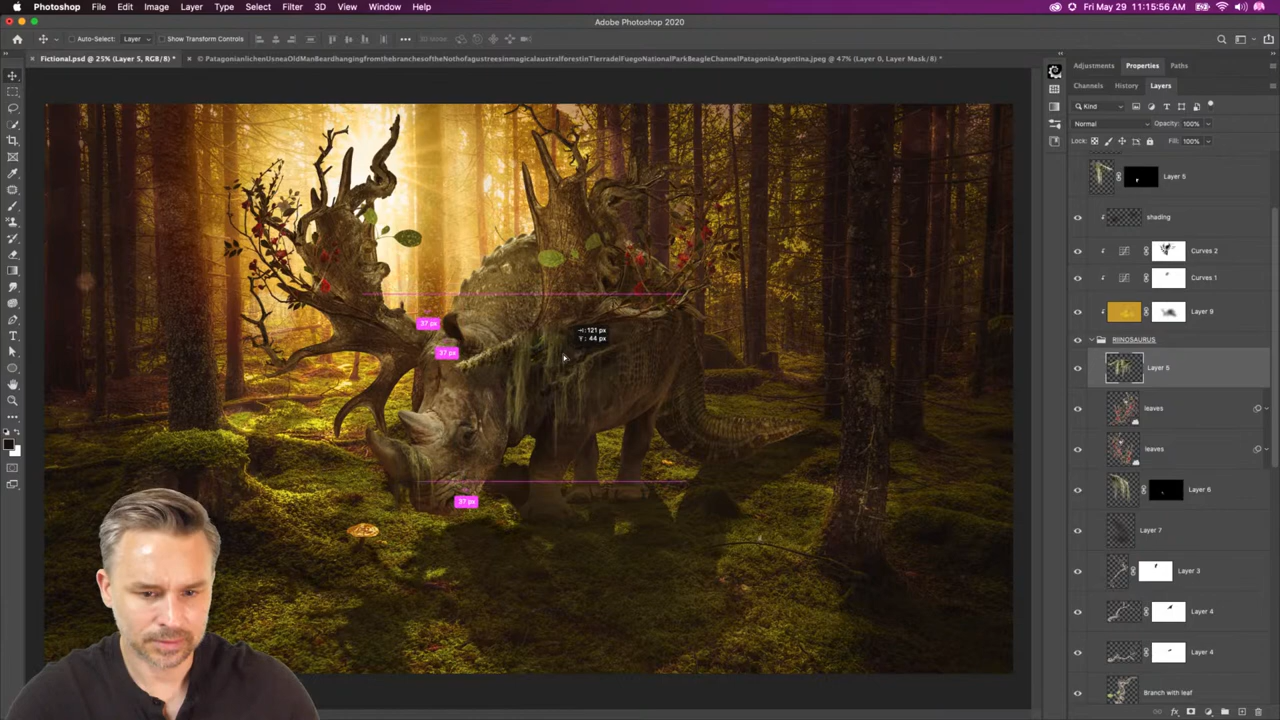 Photoshop File Edit Image Layer Type Select Filter 3D View Window Help
Fri May 29 11:15:56 AM
Adobe Photoshop 2020
Auto-Select: Layer Show Transform Controls 3D Mode:
Fictional.psd @ 25% (Layer 5, RGB/8) *
© PatagonianlichenUsneaOldManBeardhangingfromthebranchesoftheNothofagustreesinmagicalaustralforestinTierradelFuegoNationalParkBeagleChannelPatagoniaArgentina.jpeg @ 47% (Layer 0, Layer Mask/8) *
Adjustments Properties Paths
Channels History Layers
Kind
Normal Opacity: 100%
Lock: Fill: 100%
Layer 5
shading
Curves 2
Curves 1
Layer 9
RIINOSAURUS
Layer 5
leaves
leaves
Layer 6
Layer 7
Layer 3
Layer 4
Layer 4
Branch with leaf
37 px
37 px
37 px
H: 121 px
Y: 44 px